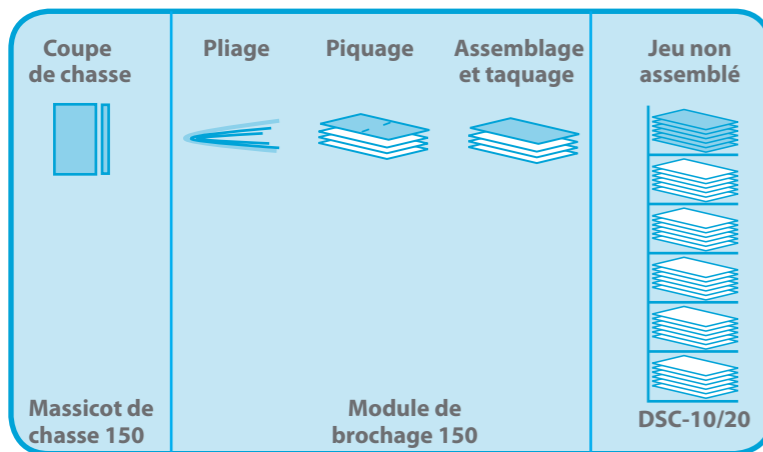 Coupe
de chasse
Pliage
Piquage
Assemblage
et taquage
Jeu non
assemblé
Massicot de
chasse 150
Module de
brochage 150
DSC-10/20